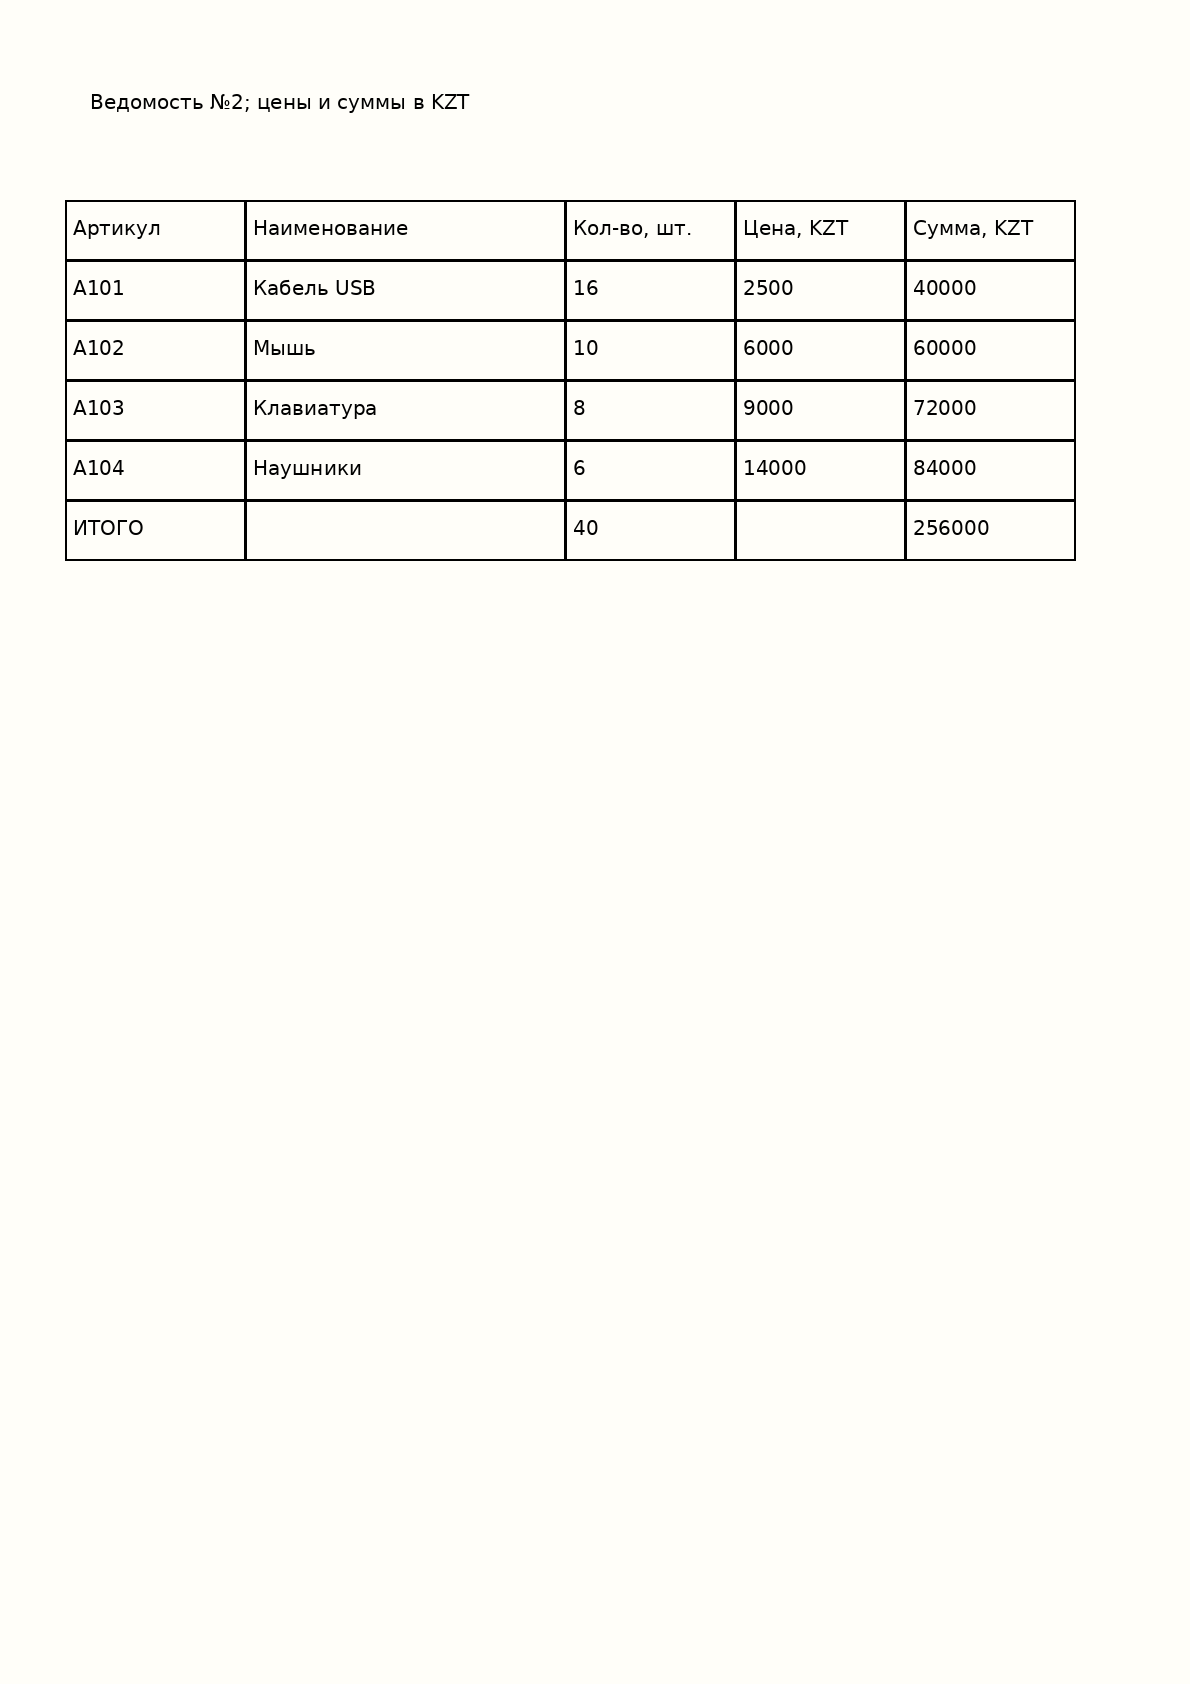 Ведомость №2; цены и суммы в KZT
Артикул Наименование Кол-во, шт. Цена, KZT Сумма, KZT
A101 Кабель USB 16 2500 40000
A102 Мышь 10 6000 60000
A103 Клавиатура 8 9000 72000
A104 Наушники 6 14000 84000
ИТОГО 40 256000